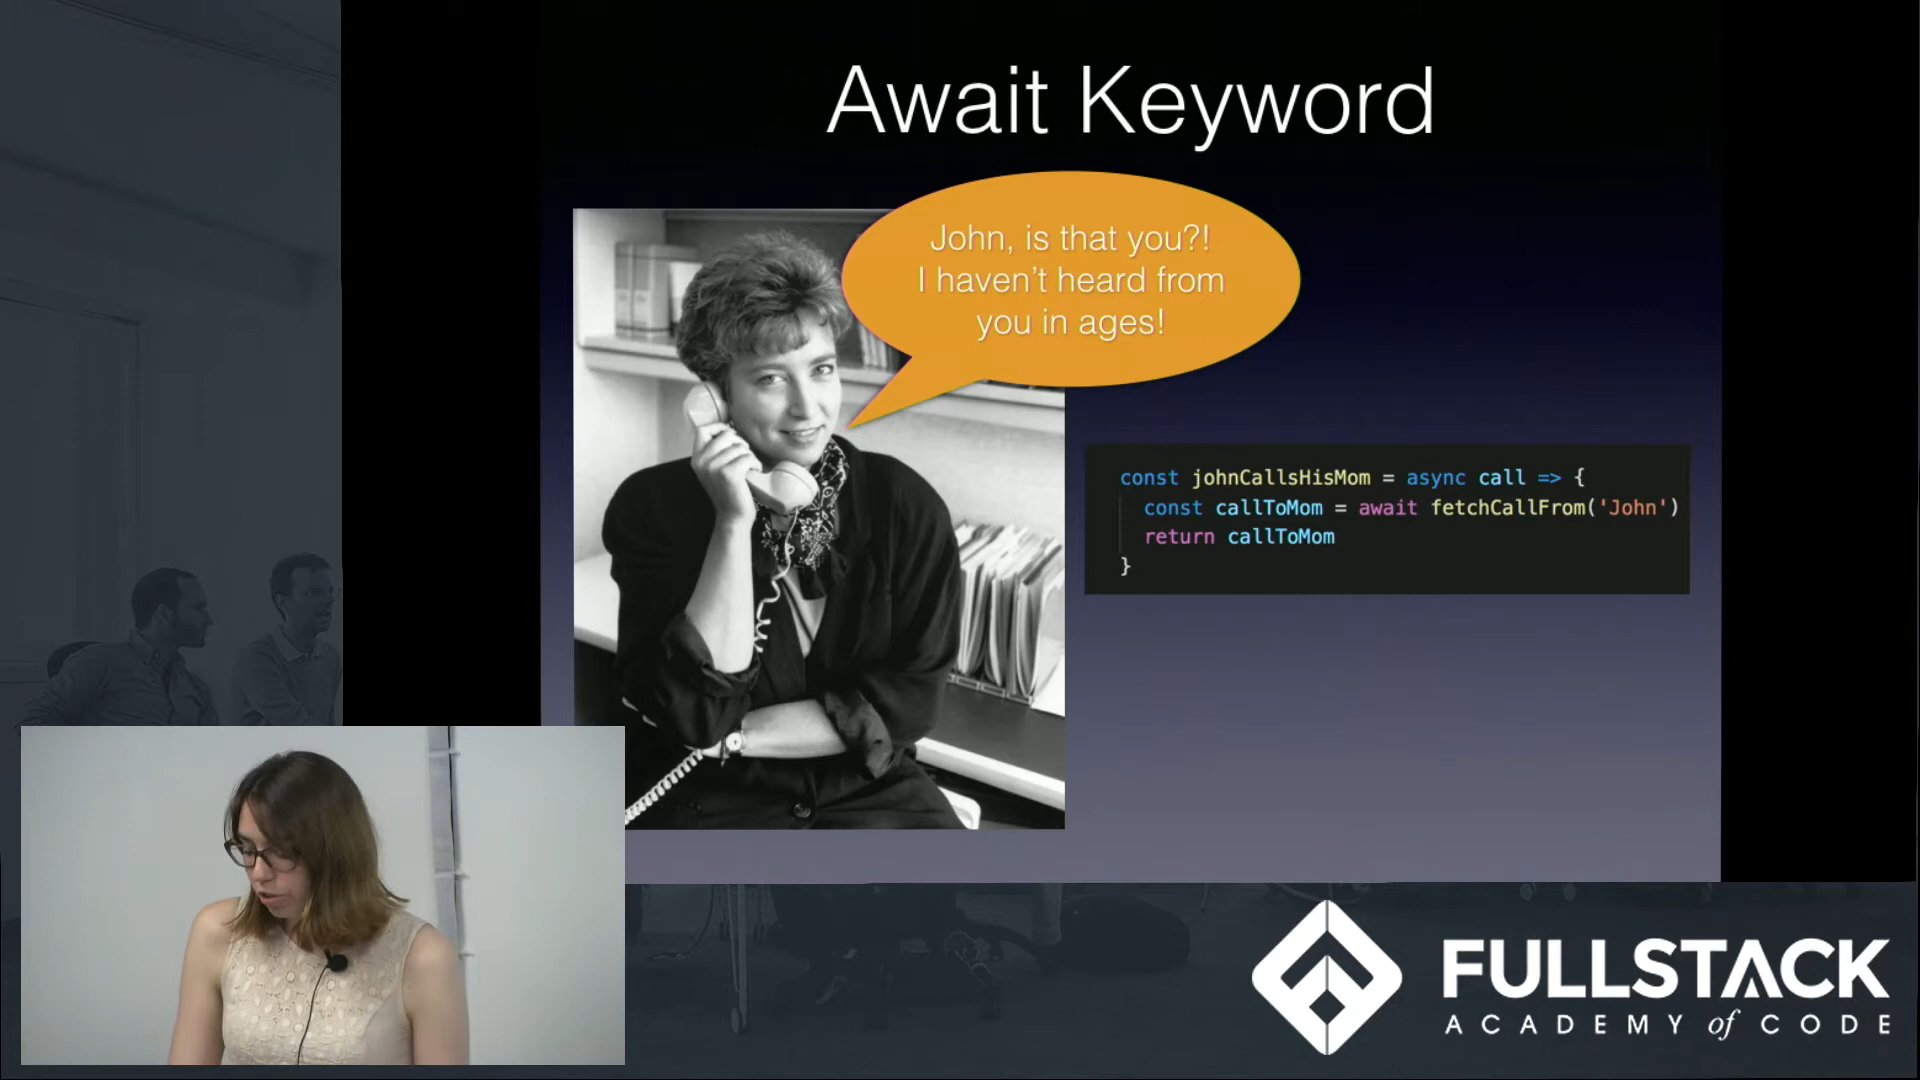 Await Keyword
John, is that you?!
I haven't heard from
you in ages!
const johnCallsHisMom = async call => {
const callToMom = await fetchCallFrom('John')
return callToMom
}
FULLSTACK
ACADEMY of CODE